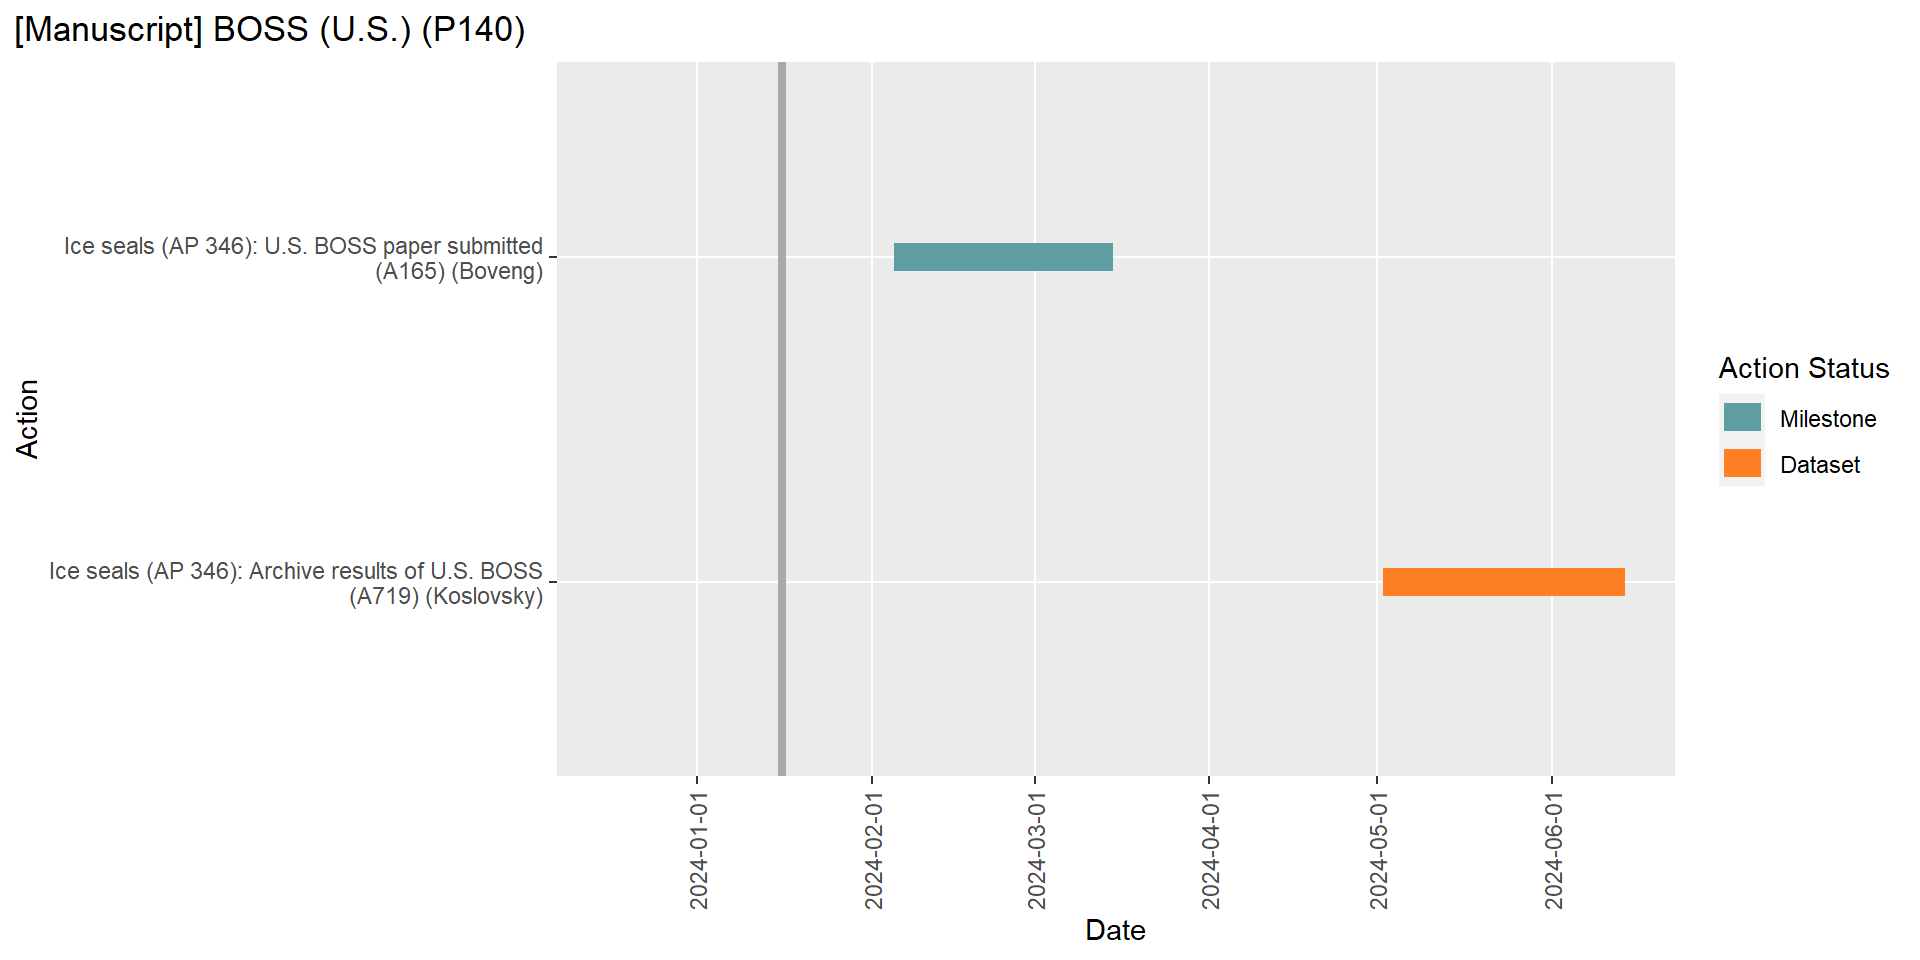 [Manuscript] BOSS (U.S.) (P140)
Ice seals (AP 346): U.S. BOSS paper submitted
(A165) (Boveng)
Action
Ice seals (AP 346): Archive results of U.S. BOSS
(A719) (Koslovsky)
Action Status
Milestone
Dataset
2024-01-01
2024-02-01
2024-03-01
2024-04-01
2024-05-01
2024-06-01
Date